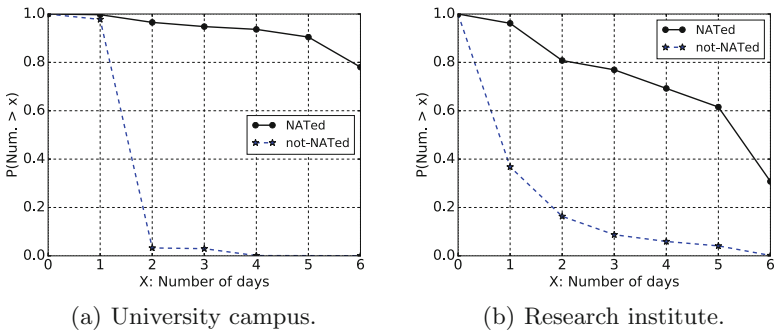 1.0
0.8
0.6
0.4
0.2
0.0
P(Num. > x)
NATed
not-NATed
0 1 2 3 4 5 6
X: Number of days
(a) University campus.
1.0
0.8
0.6
0.4
0.2
0.0
P(Num. > x)
NATed
not-NATed
0 1 2 3 4 5 6
X: Number of days
(b) Research institute.